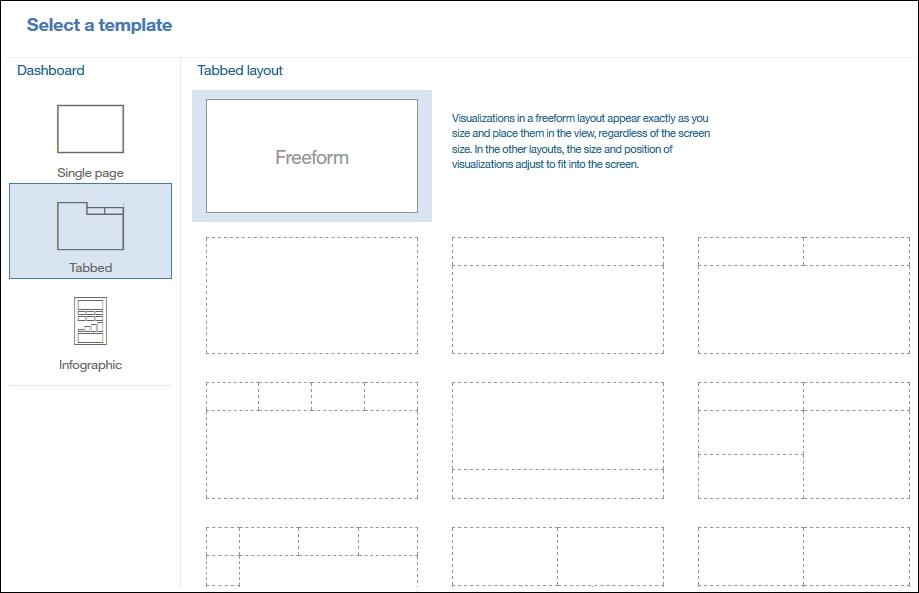 Select a template
Dashboard
Single page
Tabbed
Infographic
Tabbed layout
Freeform
Visualizations in a freeform layout appear exactly as you
size and place them in the view, regardless of the screen
size. In the other layouts, the size and position of
visualizations adjust to fit into the screen.